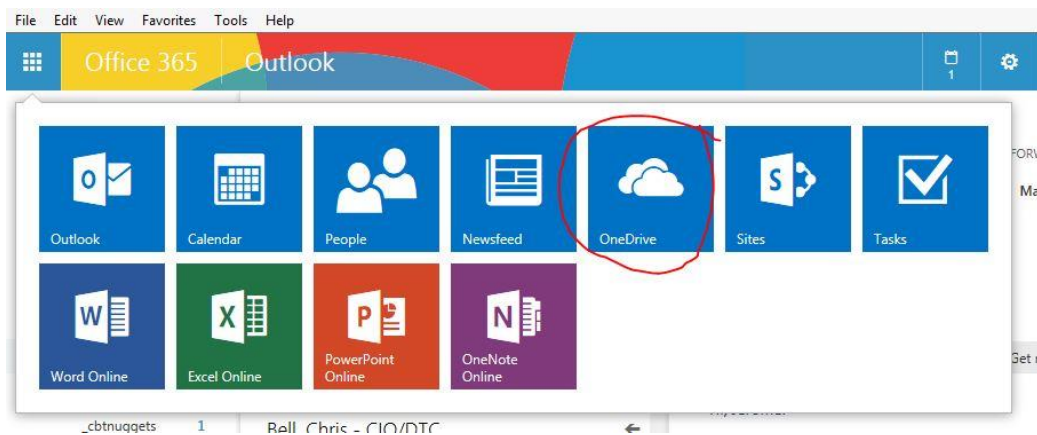 File Edit View Favorites Tools Help
Office 365 Outlook
1
Outlook Calendar People Newsfeed OneDrive Sites Tasks
Word Online Excel Online PowerPoint Online OneNote Online
_cbtnuggets 1
Bell, Chris - CIO/DTC